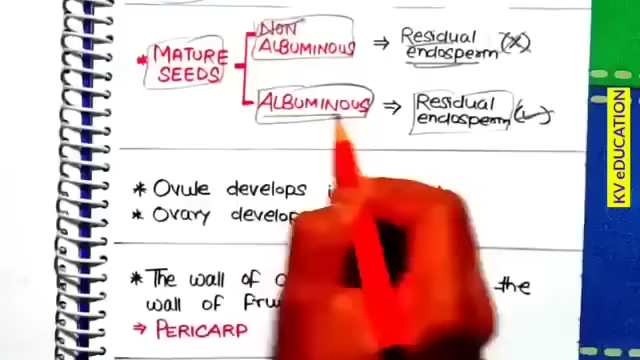 NON
* MATURE ALBUMINOUS ⇒ Residual
SEEDS endosperm (×)
ALBUMINOUS ⇒ Residual
endosperm (✓)
* Ovule develops
* Ovary develop
* The wall of the
wall of fru
⇒ PERICARP
KV eDUCATION